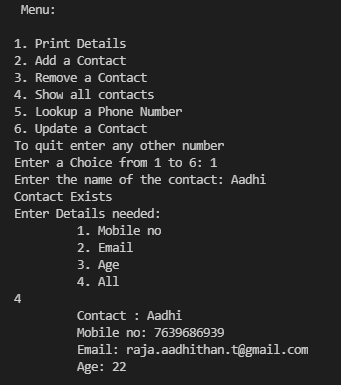 Menu:
1. Print Details
2. Add a Contact
3. Remove a Contact
4. Show all contacts
5. Lookup a Phone Number
6. Update a Contact
To quit enter any other number
Enter a Choice from 1 to 6: 1
Enter the name of the contact: Aadhi
Contact Exists
Enter Details needed:
1. Mobile no
2. Email
3. Age
4. All
4
Contact : Aadhi
Mobile no: 7639686939
Email: raja.aadhithan.t@gmail.com
Age: 22